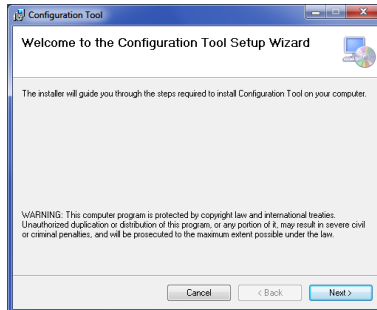 Configuration Tool
Welcome to the Configuration Tool Setup Wizard
The installer will guide you through the steps required to install Configuration Tool on your computer.
WARNING: This computer program is protected by copyright law and international treaties.
Unauthorized duplication or distribution of this program, or any portion of it, may result in severe civil
or criminal penalties, and will be prosecuted to the maximum extent possible under the law.
Cancel
< Back
Next >